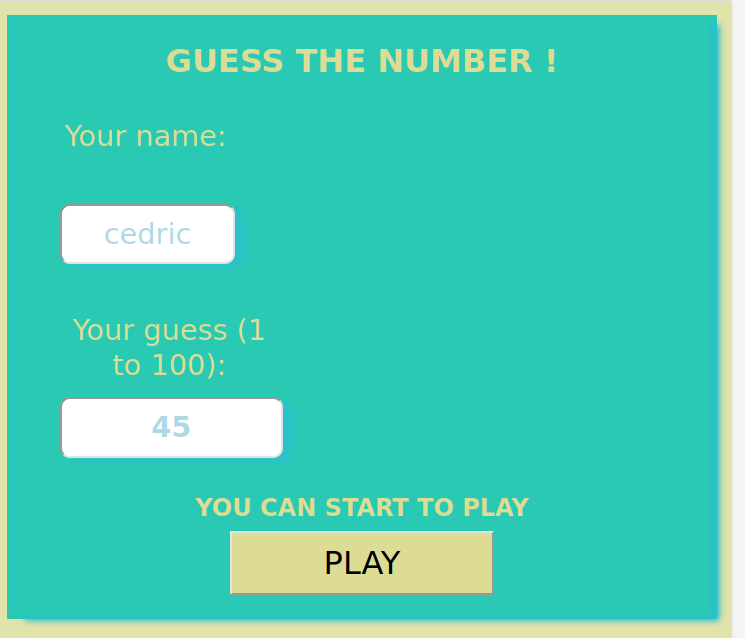 GUESS THE NUMBER !
Your name:
cedric
Your guess (1
to 100):
45
YOU CAN START TO PLAY
PLAY